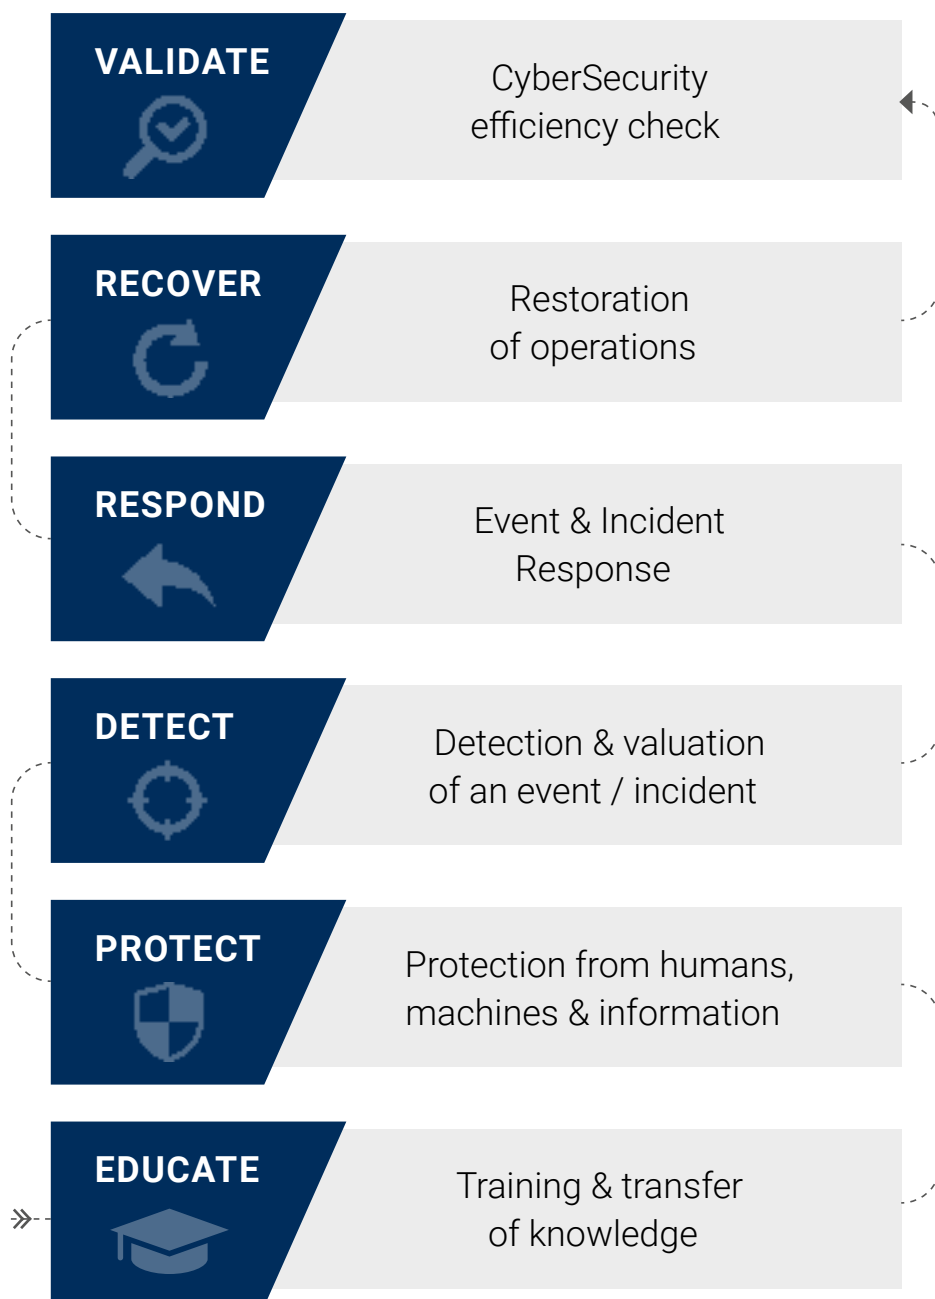 VALIDATE
CyberSecurity
efficiency check
RECOVER
Restoration
of operations
RESPOND
Event & Incident
Response
DETECT
Detection & valuation
of an event / incident
PROTECT
Protection from humans,
machines & information
EDUCATE
Training & transfer
of knowledge